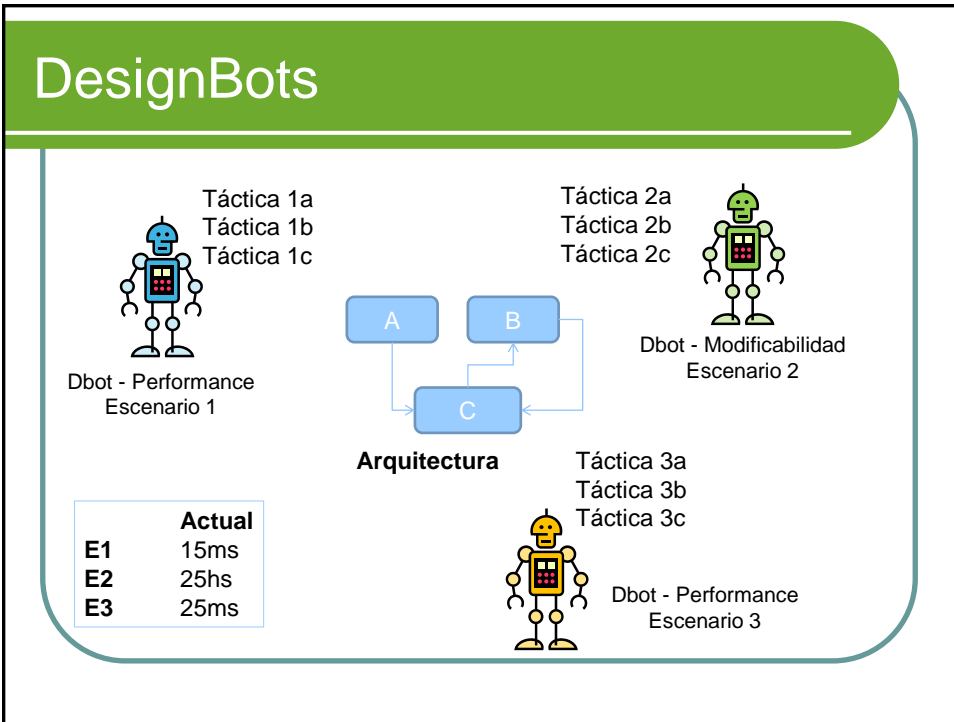 DesignBots
Táctica 1a
Táctica 1b
Táctica 1c
Dbot - Performance
Escenario 1
Táctica 2a
Táctica 2b
Táctica 2c
Dbot - Modificabilidad
Escenario 2
A
B
C
Arquitectura
Táctica 3a
Táctica 3b
Táctica 3c
Dbot - Performance
Escenario 3
Actual
E1 15ms
E2 25hs
E3 25ms